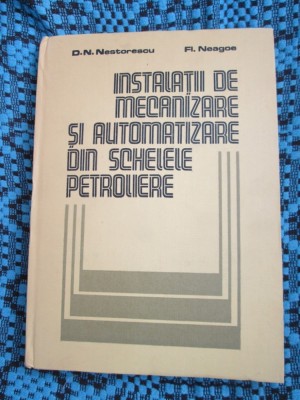 D.N. Nestorescu Fl. Neagoe
INSTALAȚII DE
MECANIZARE
ȘI AUTOMATIZARE
DIN SCHELELE
PETROLIERE